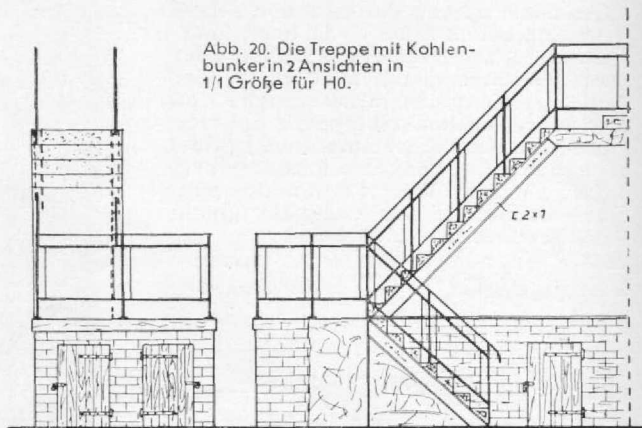 Abb. 20. Die Treppe mit Kohlen-
bunker in 2 Ansichten in
1/1 Größe für H0.
C 2×1